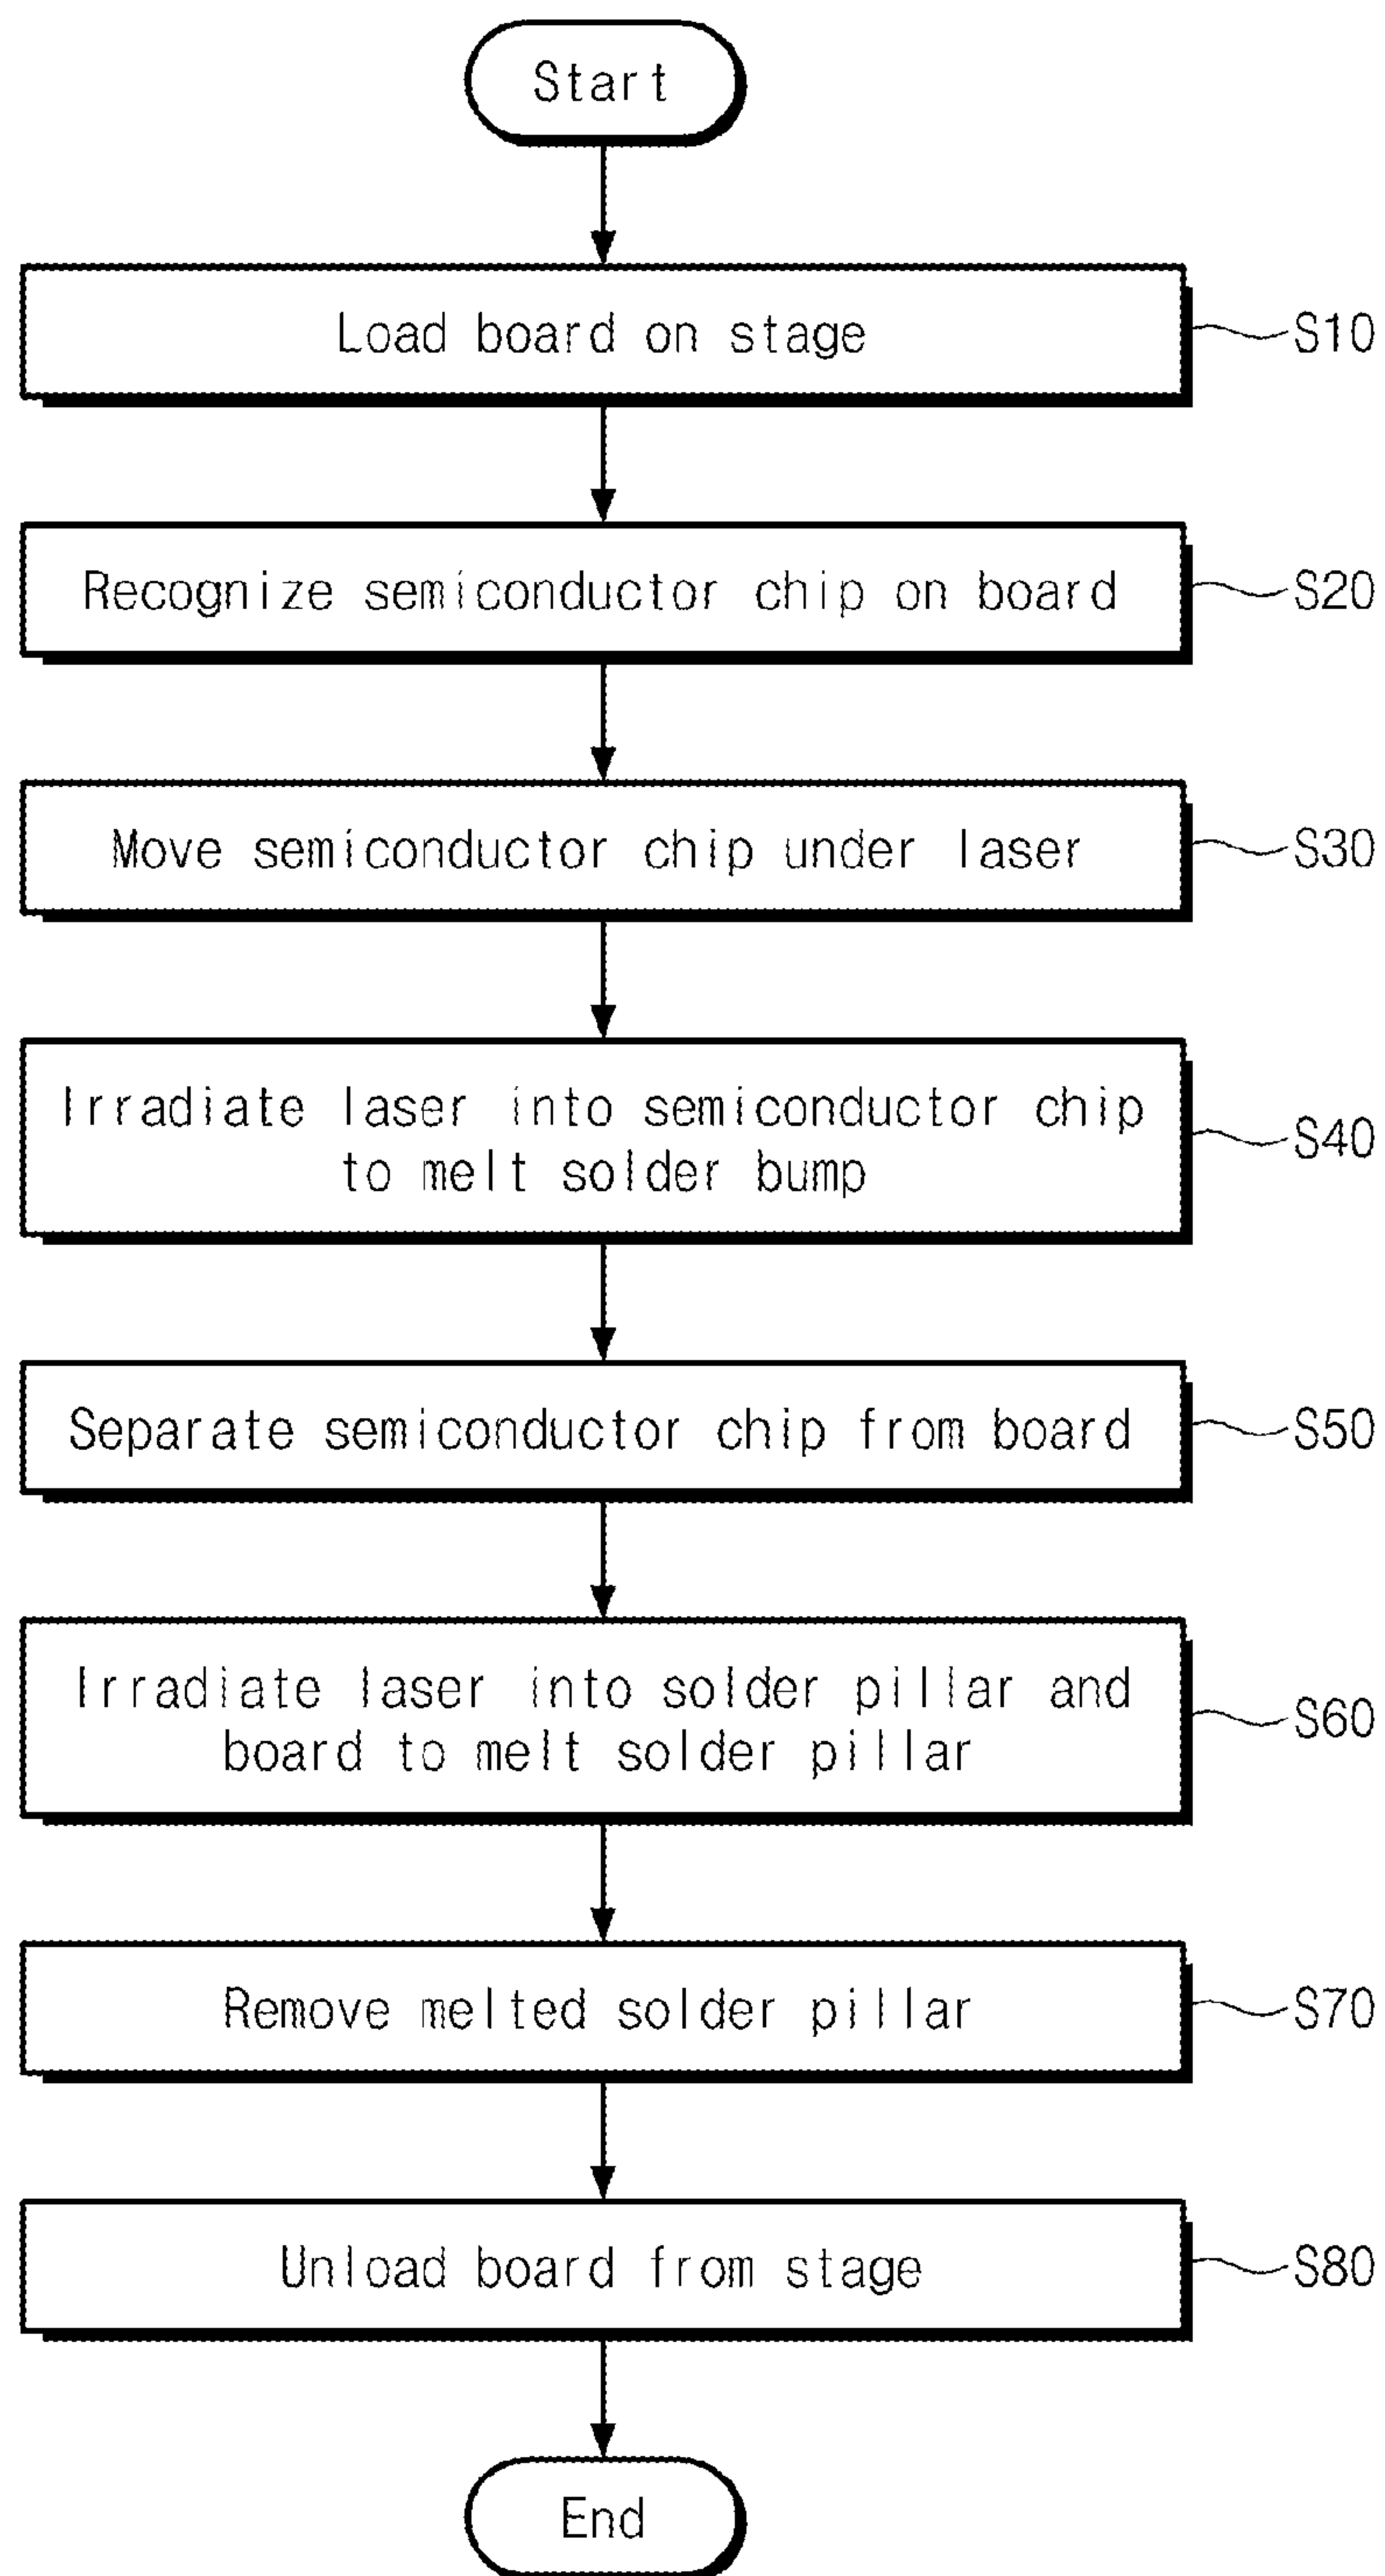 Start
Load board on stage
S10
Recognize semiconductor chip on board
S20
Move semiconductor chip under laser
S30
Irradiate laser into semiconductor chip
to melt solder bump
S40
Separate semiconductor chip from board
S50
Irradiate laser into solder pillar and
board to melt solder pillar
S60
Remove melted solder pillar
S70
Unload board from stage
S80
End